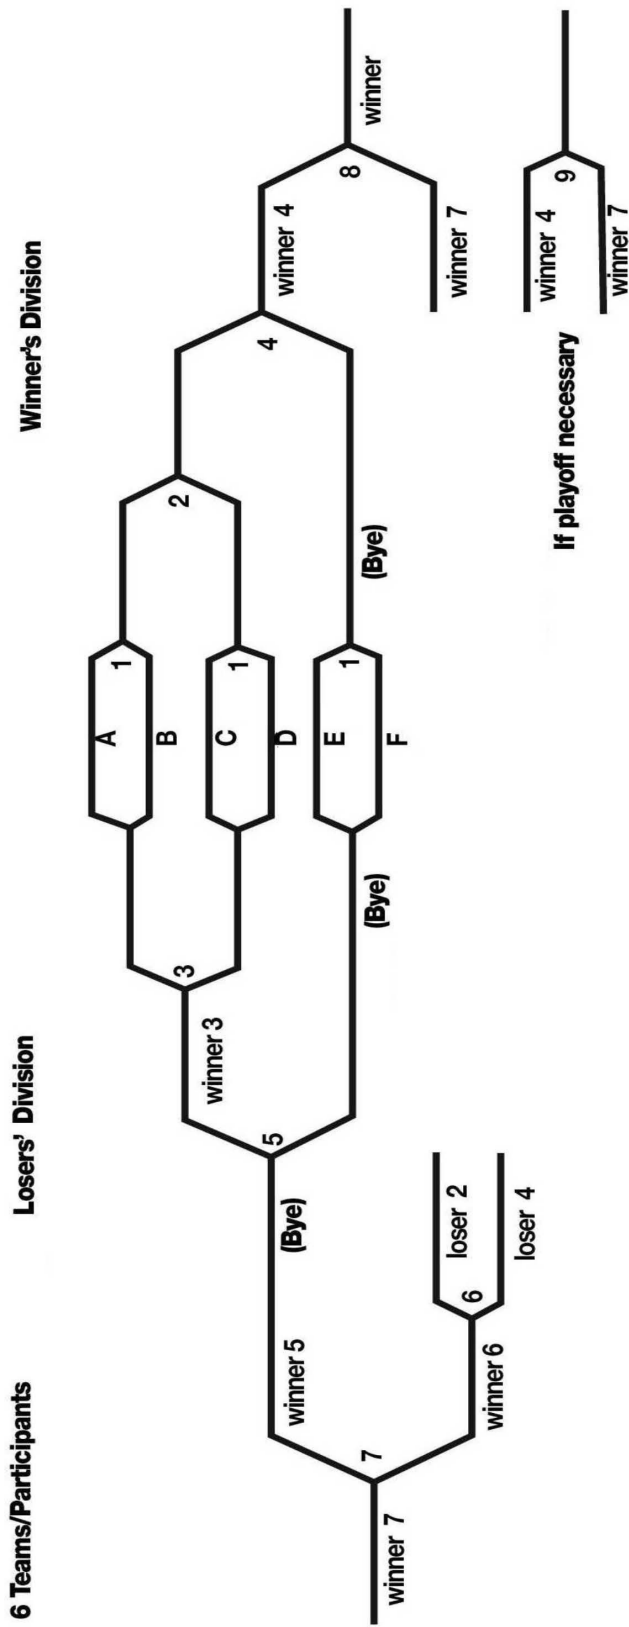 6 Teams/Participants
Losers' Division
Winner's Division
A
B
C
D
E
F
1
1
1
2
(Bye)
4
winner 4
winner 7
8
winner
3
winner 3
(Bye)
5
(Bye)
winner 5
loser 2
loser 4
6
winner 6
7
winner 7
If playoff necessary
winner 4
winner 7
9